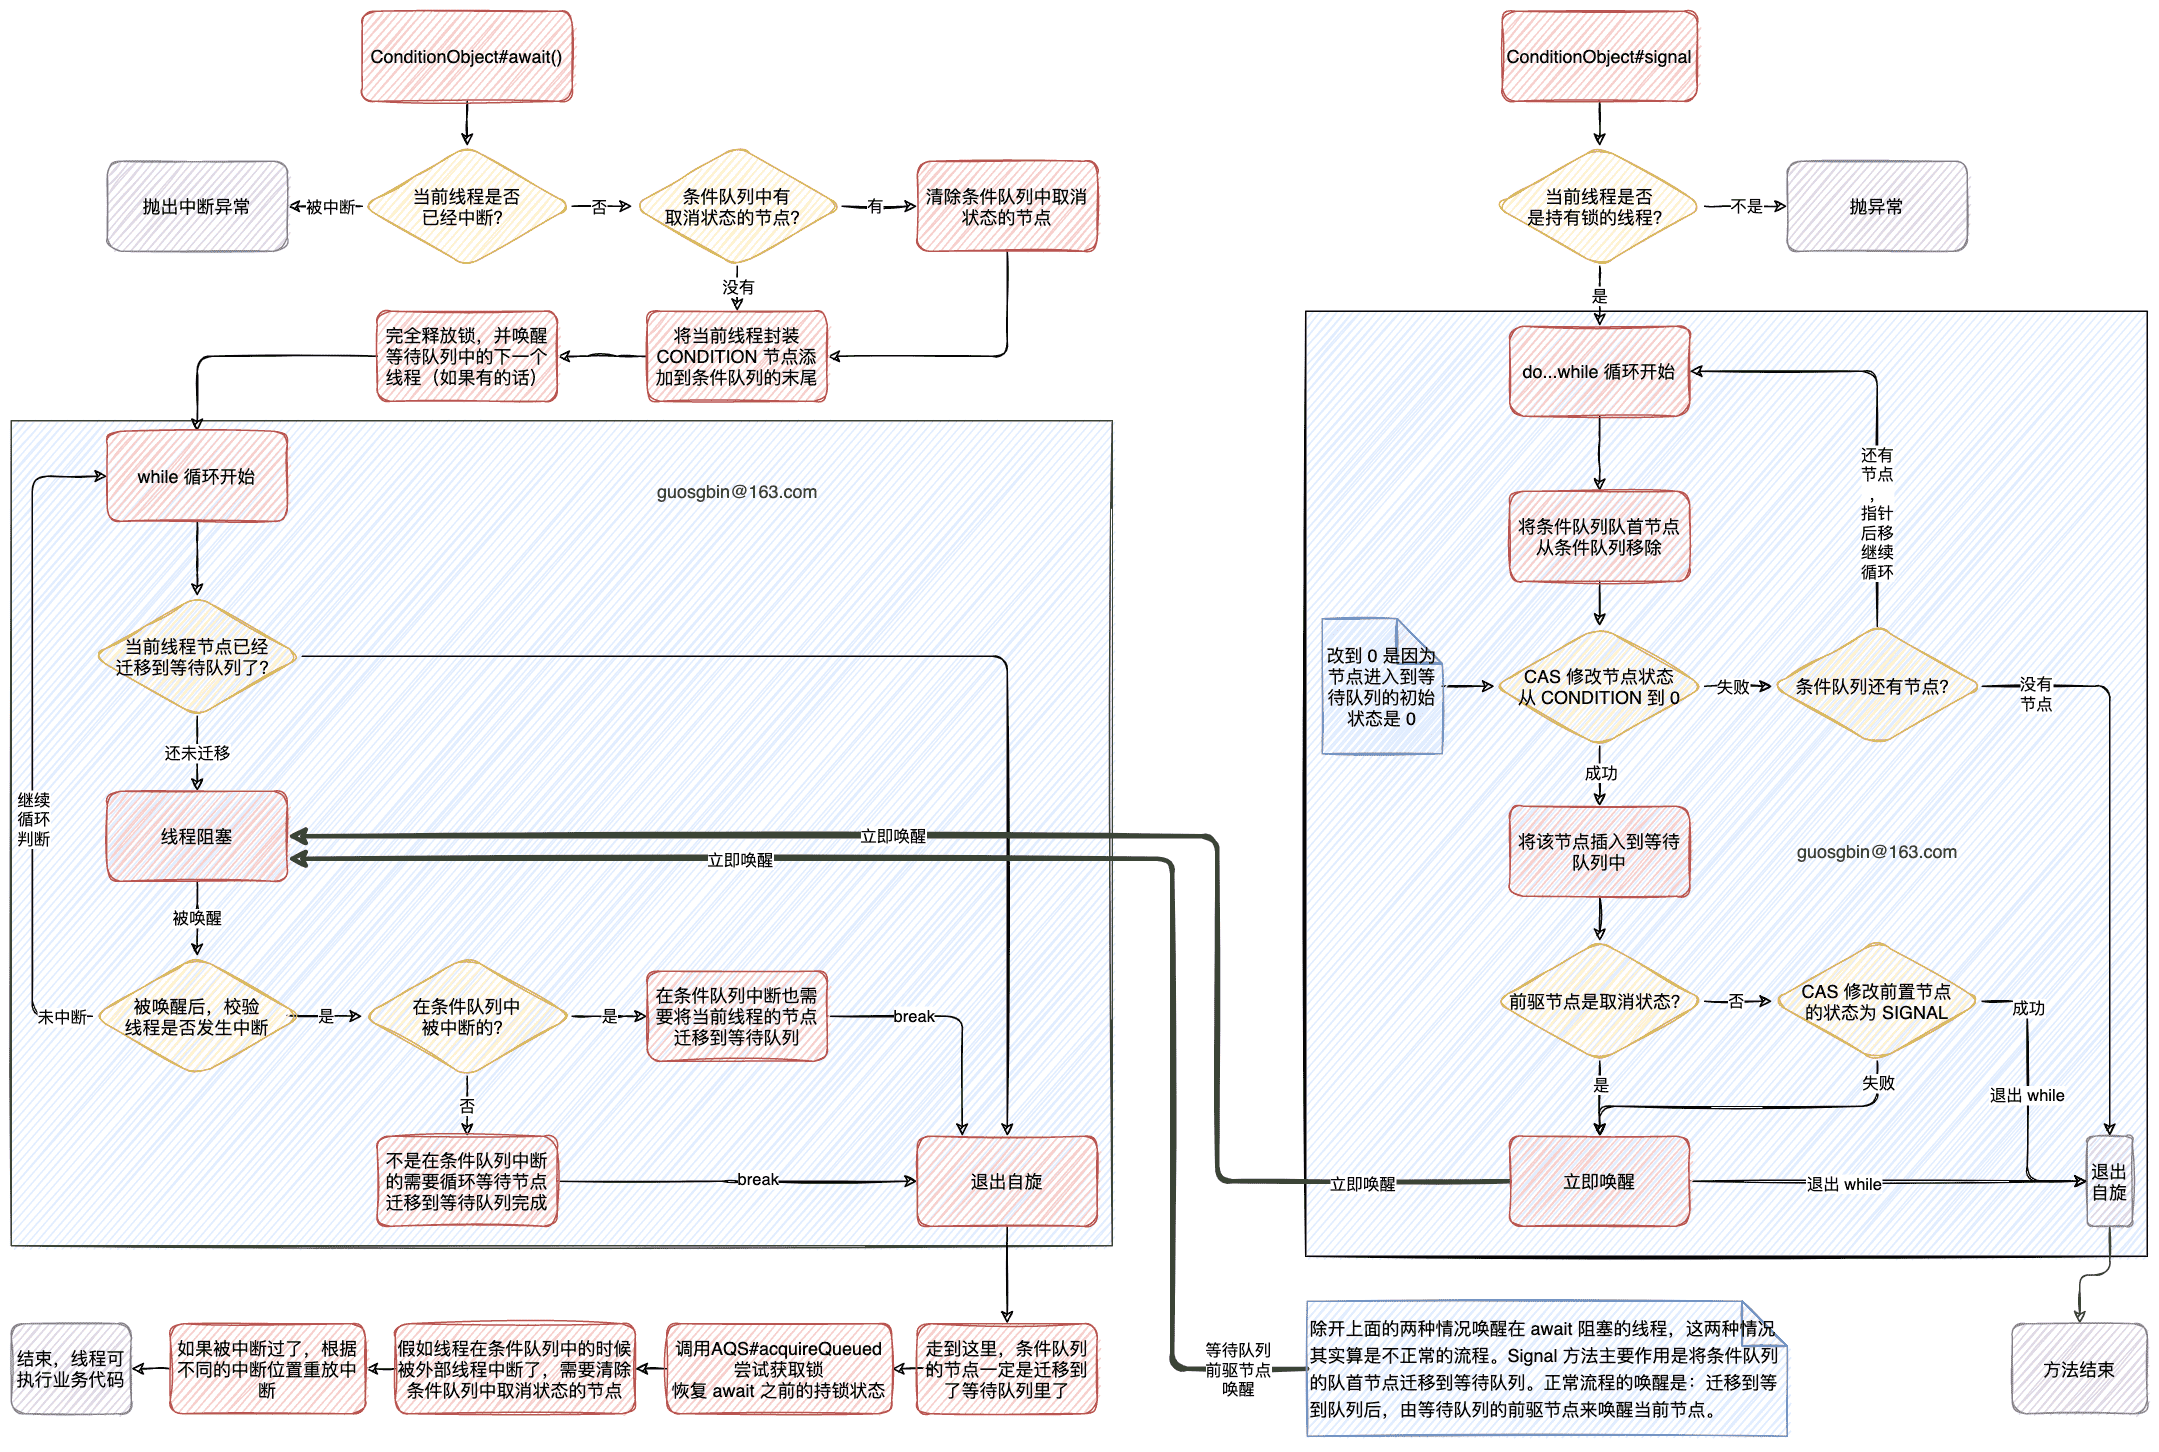 ConditionObject#await()
当前线程是否
已经中断?
被中断
抛出中断异常
否
条件队列中有
取消状态的节点?
有
清除条件队列中取消
状态的节点
没有
将当前线程封装
CONDITION 节点添
加到条件队列的末尾
完全释放锁，并唤醒
等待队列中的下一个
线程（如果有的话）
while 循环开始
guosgbin@163.com
当前线程节点已经
迁移到等待队列了?
还未迁移
线程阻塞
继续
循环
判断
被唤醒
被唤醒后，校验
线程是否发生中断
未中断
是
在条件队列中
被中断的?
是
在条件队列中断也需
要将当前线程的节点
迁移到等待队列
break
否
不是在条件队列中断
的需要循环等待节点
迁移到等待队列完成
break
退出自旋
走到这里，条件队列
的节点一定是迁移到
了等待队列里了
调用AQS#acquireQueued
尝试获取锁
恢复 await 之前的持锁状态
假如线程在条件队列中的时候
被外部线程中断了，需要清除
条件队列中取消状态的节点
如果被中断过了，根据
不同的中断位置重放中
断
结束，线程可
执行业务代码
ConditionObject#signal
当前线程是否
是持有锁的线程?
不是
抛异常
是
do...while 循环开始
将条件队列队首节点
从条件队列移除
改到 0 是因为
节点进入到等
待队列的初始
状态是 0
CAS 修改节点状态
从 CONDITION 到 0
失败
条件队列还有节点?
还有
节点
，
指针
后移
继续
循环
没有
节点
成功
将该节点插入到等待
队列中
guosgbin@163.com
前驱节点是取消状态?
否
CAS 修改前置节点
的状态为 SIGNAL
成功
退出 while
是
失败
立即唤醒
退出 while
退出
自旋
方法结束
立即唤醒
立即唤醒
立即唤醒
等待队列
前驱节点
唤醒
除开上面的两种情况唤醒在 await 阻塞的线程，这两种情况
其实算是不正常的流程。Signal 方法主要作用是将条件队列
的队首节点迁移到等待队列。正常流程的唤醒是：迁移到等
到队列后，由等待队列的前驱节点来唤醒当前节点。